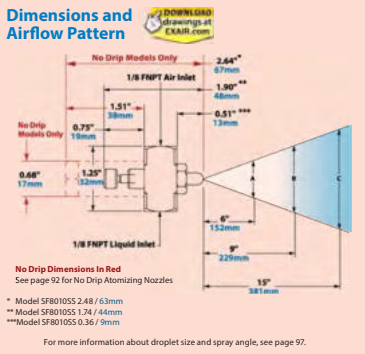 Dimensions and
Airflow Pattern
DOWNLOAD
drawings at
EXAIR.com
No Drip Models Only
2.64"*
67mm
1/8 FNPT Air Inlet
1.90"**
48mm
1.51"
38mm
0.51" ***
13mm
No Drip
Models Only
0.75"
19mm
0.68"
17mm
1.25"
32mm
A
B
C
6"
152mm
1/8 FNPT Liquid Inlet
9"
229mm
15"
381mm
No Drip Dimensions In Red
See page 92 for No Drip Atomizing Nozzles
* Model SF8010SS 2.48 / 63mm
** Model SF8010SS 1.74 / 44mm
***Model SF8010SS 0.36 / 9mm
For more information about droplet size and spray angle, see page 97.